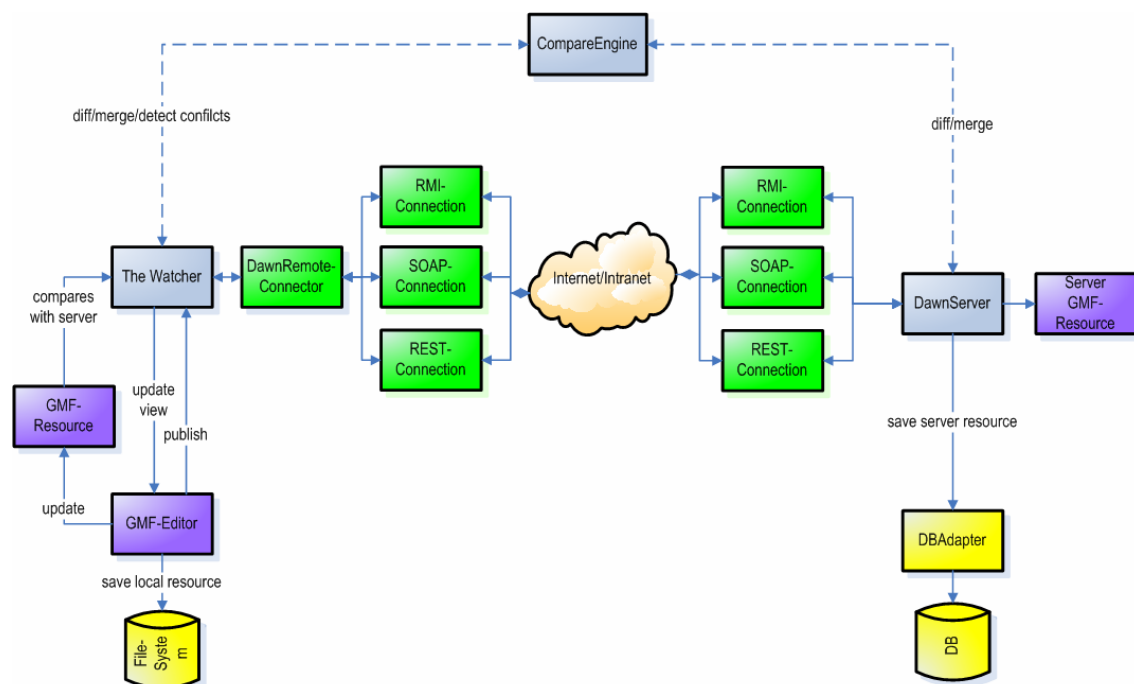 CompareEngine
diff/merge/detect confilcts
diff/merge
RMI-
Connection
RMI-
Connection
The Watcher
DawnRemote-
Connector
SOAP-
Connection
Internet/Intranet
SOAP-
Connection
DawnServer
Server
GMF-
Resource
compares
with server
REST-
Connection
REST-
Connection
update
view
GMF-
Resource
publish
save server resource
update
GMF-Editor
DBAdapter
save local resource
File-
Syste
m
DB